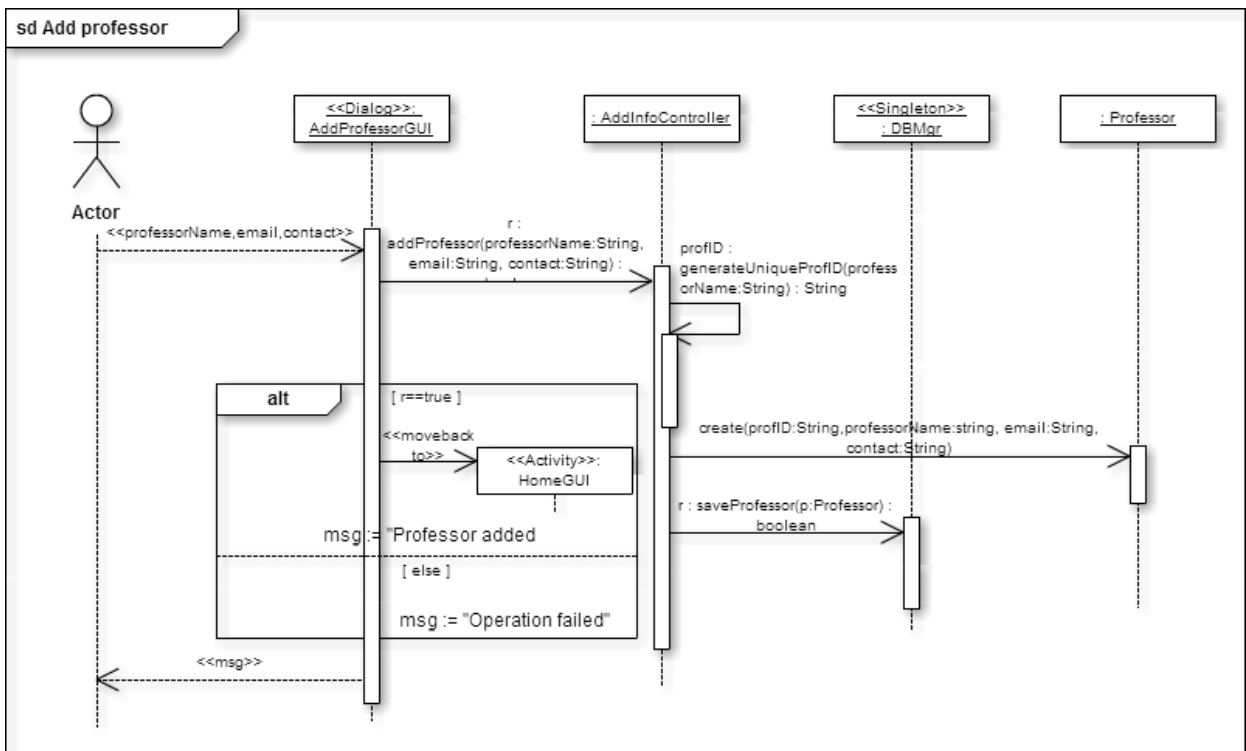 sd Add professor
<<Dialog>>:
AddProfessorGUI
: AddInfoController
<<Singleton>>
: DBMgr
: Professor
Actor
<<professorName,email,contact>>
r :
addProfessor(professorName:String,
email:String, contact:String) :
profID :
generateUniqueProfID(profess
orName:String) : String
alt
[ r==true ]
<<moveback
to>>
<<Activity>>:
HomeGUI
create(profID:String,professorName:string, email:String,
contact:String)
r : saveProfessor(p:Professor) :
boolean
msg := "Professor added
[ else ]
msg := "Operation failed"
<<msg>>